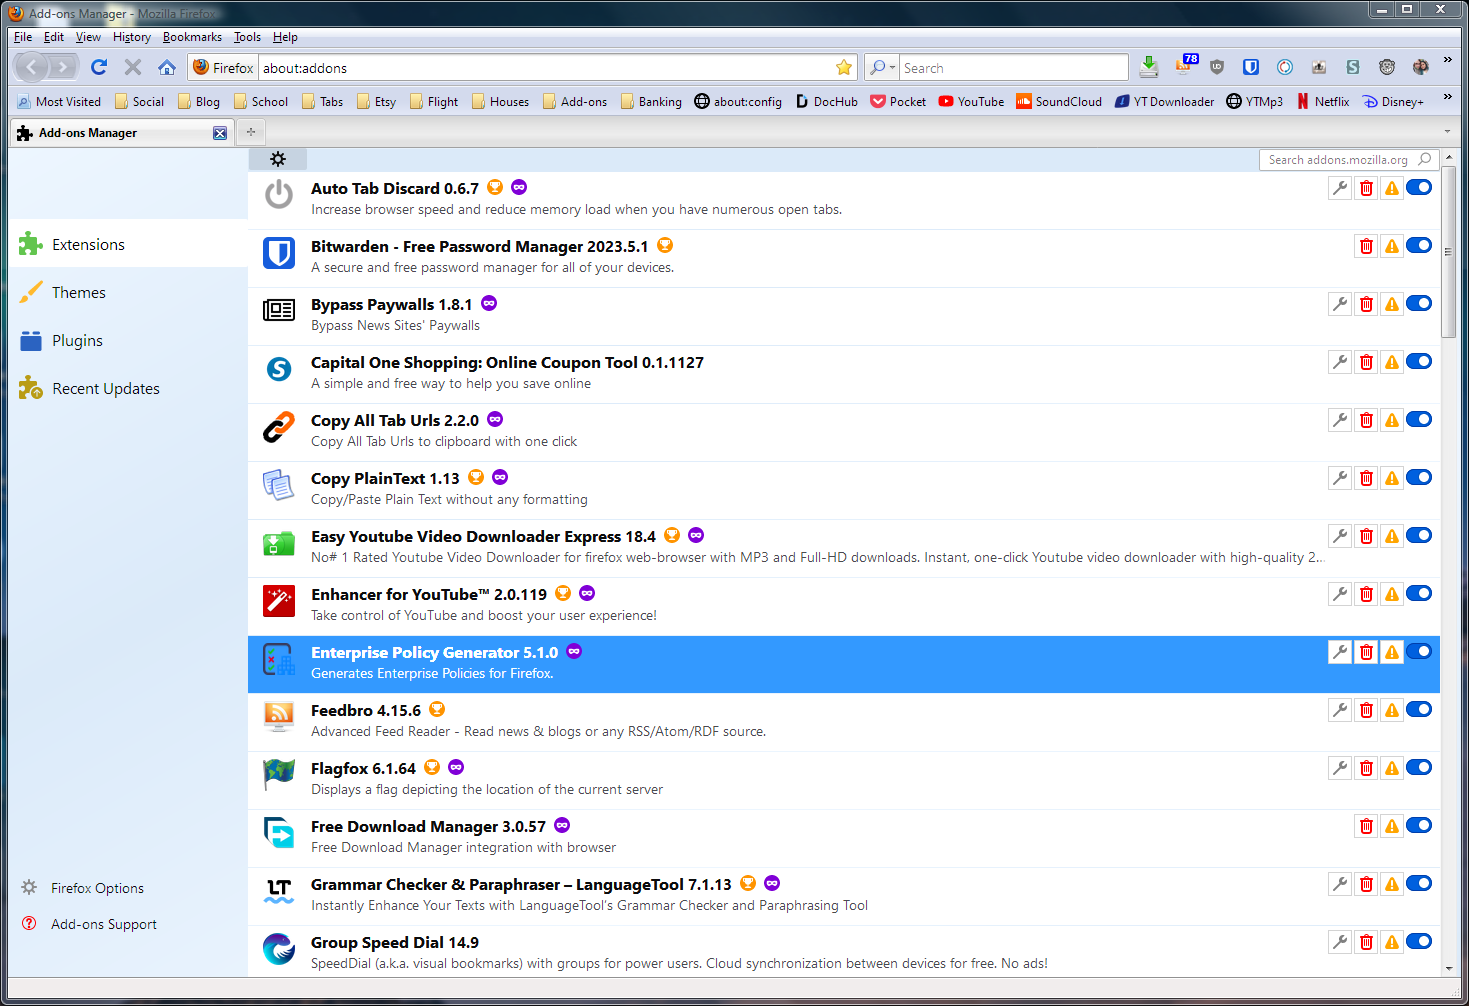 Add-ons Manager - Mozilla Firefox
File Edit View History Bookmarks Tools Help
Firefox about:addons Search 78
Most Visited Social Blog School Tabs Etsy Flight Houses Add-ons Banking about:config DocHub Pocket YouTube SoundCloud YT Downloader YTMp3 Netflix Disney+
Add-ons Manager
Search addons.mozilla.org
Extensions
Themes
Plugins
Recent Updates
Firefox Options
Add-ons Support
Auto Tab Discard 0.6.7
Increase browser speed and reduce memory load when you have numerous open tabs.
Bitwarden - Free Password Manager 2023.5.1
A secure and free password manager for all of your devices.
Bypass Paywalls 1.8.1
Bypass News Sites' Paywalls
Capital One Shopping: Online Coupon Tool 0.1.1127
A simple and free way to help you save online
Copy All Tab Urls 2.2.0
Copy All Tab Urls to clipboard with one click
Copy PlainText 1.13
Copy/Paste Plain Text without any formatting
Easy Youtube Video Downloader Express 18.4
No# 1 Rated Youtube Video Downloader for firefox web-browser with MP3 and Full-HD downloads. Instant, one-click Youtube video downloader with high-quality 2...
Enhancer for YouTube™ 2.0.119
Take control of YouTube and boost your user experience!
Enterprise Policy Generator 5.1.0
Generates Enterprise Policies for Firefox.
Feedbro 4.15.6
Advanced Feed Reader - Read news & blogs or any RSS/Atom/RDF source.
Flagfox 6.1.64
Displays a flag depicting the location of the current server
Free Download Manager 3.0.57
Free Download Manager integration with browser
LT
Grammar Checker & Paraphraser – LanguageTool 7.1.13
Instantly Enhance Your Texts with LanguageTool’s Grammar Checker and Paraphrasing Tool
Group Speed Dial 14.9
SpeedDial (a.k.a. visual bookmarks) with groups for power users. Cloud synchronization between devices for free. No ads!